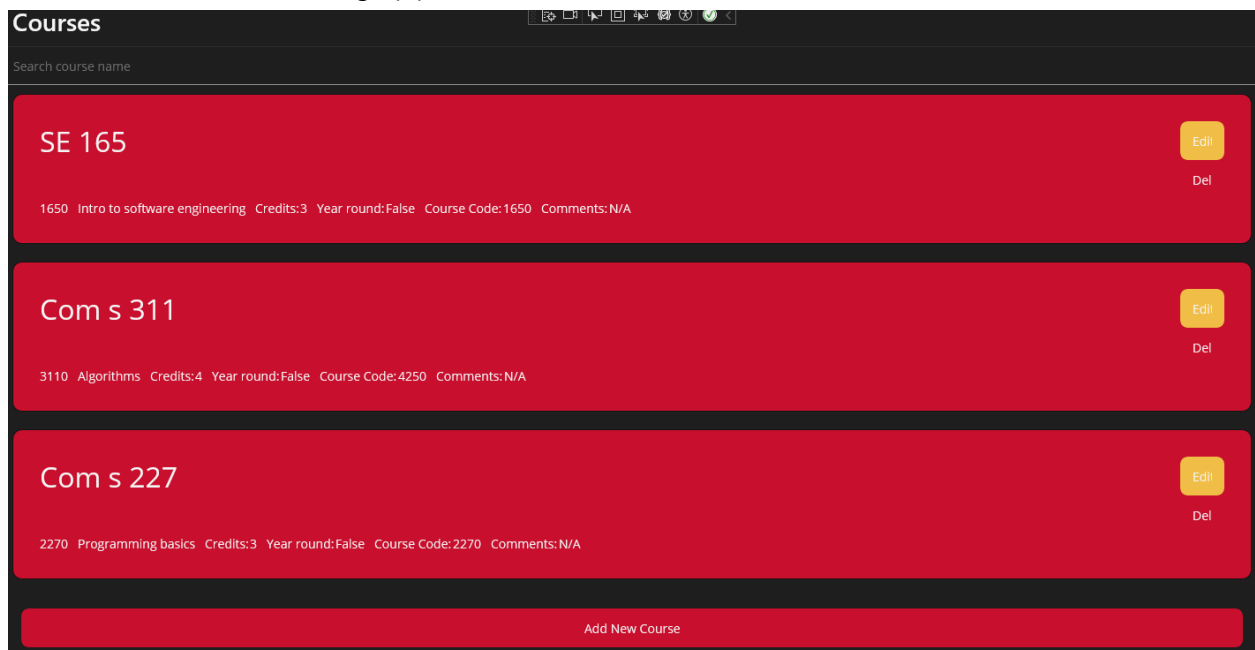 Courses
Search course name
SE 165
Edit
Del
1650 Intro to software engineering Credits:3 Year round:False Course Code:1650 Comments:N/A
Com s 311
Edit
Del
3110 Algorithms Credits:4 Year round:False Course Code:4250 Comments:N/A
Com s 227
Edit
Del
2270 Programming basics Credits:3 Year round:False Course Code:2270 Comments:N/A
Add New Course